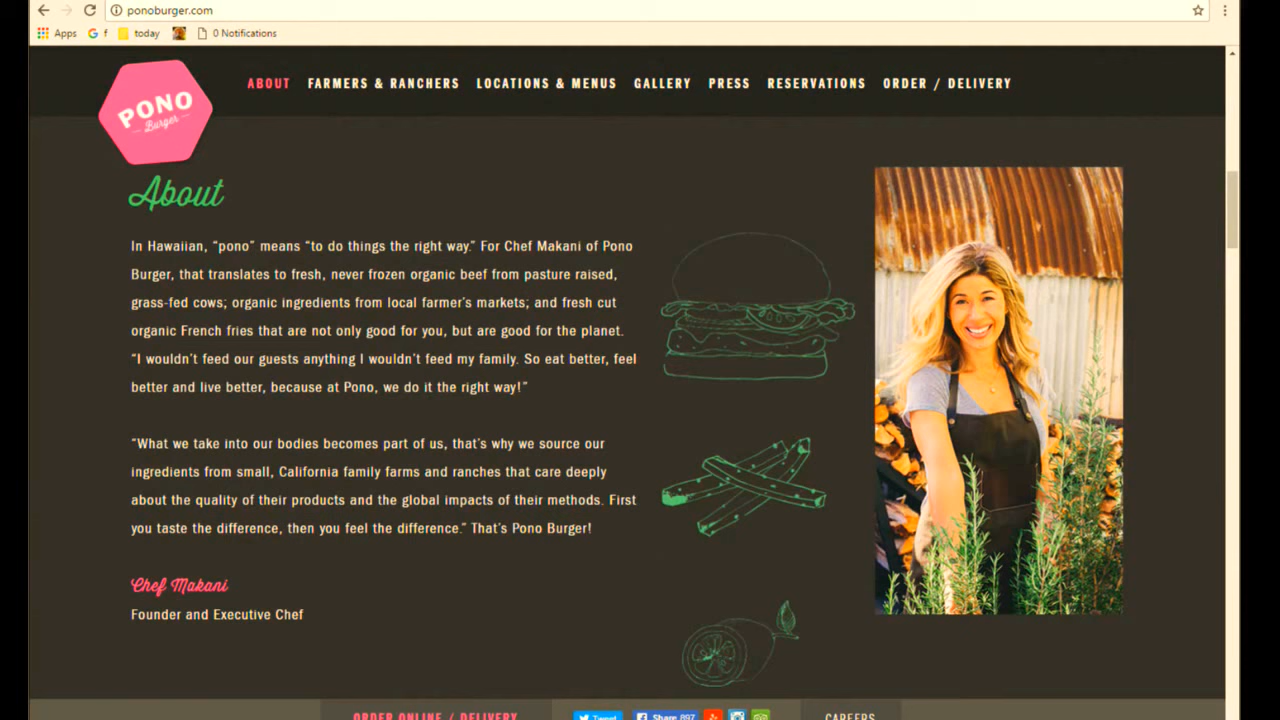 ponoburger.com
Apps
f
today
0 Notifications
PONO
Burger
ABOUT FARMERS & RANCHERS LOCATIONS & MENUS GALLERY PRESS RESERVATIONS ORDER / DELIVERY
About
In Hawaiian, “pono” means “to do things the right way.” For Chef Makani of Pono
Burger, that translates to fresh, never frozen organic beef from pasture raised,
grass-fed cows; organic ingredients from local farmer’s markets; and fresh cut
organic French fries that are not only good for you, but are good for the planet.
“I wouldn’t feed our guests anything I wouldn’t feed my family. So eat better, feel
better and live better, because at Pono, we do it the right way!”
“What we take into our bodies becomes part of us, that’s why we source our
ingredients from small, California family farms and ranches that care deeply
about the quality of their products and the global impacts of their methods. First
you taste the difference, then you feel the difference.” That’s Pono Burger!
Chef Makani
Founder and Executive Chef
ORDER ONLINE / DELIVERY
Tweet
Share 897
CAREERS